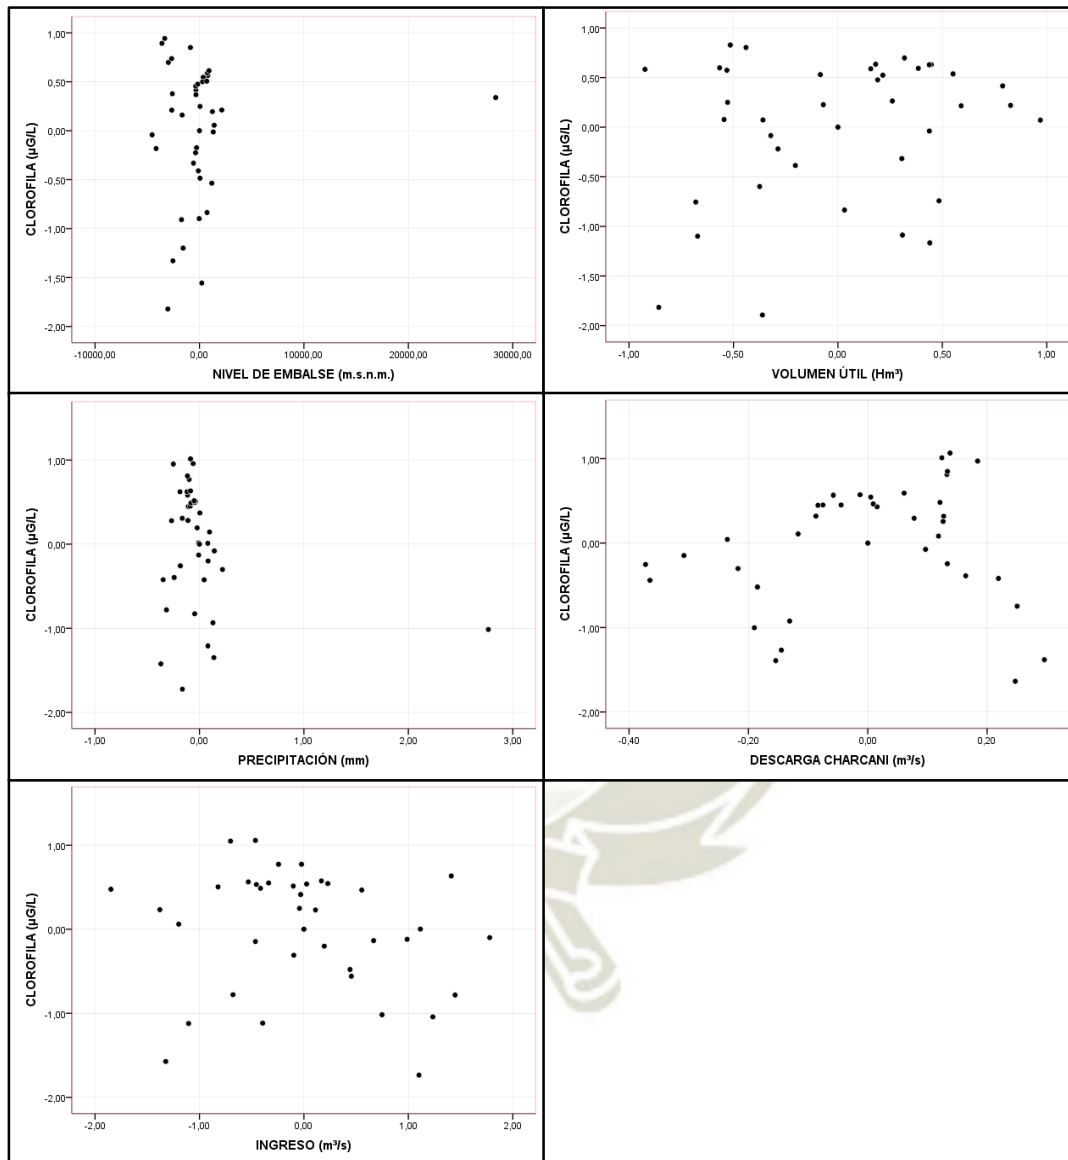 CLOROFILA (µG/L)
1,00
0,50
0,00
-0,50
-1,00
-1,50
-2,00
-10000,00 0,00 10000,00 20000,00 30000,00
NIVEL DE EMBALSE (m.s.n.m.)
CLOROFILA (µG/L)
1,00
0,50
0,00
-0,50
-1,00
-1,50
-2,00
-1,00 -0,50 0,00 0,50 1,00
VOLUMEN ÚTIL (Hm³)
CLOROFILA (µG/L)
1,00
0,00
-1,00
-2,00
-1,00 0,00 1,00 2,00 3,00
PRECIPITACIÓN (mm)
CLOROFILA (µG/L)
1,00
0,00
-1,00
-2,00
-0,40 -0,20 0,00 0,20
DESCARGA CHARCANI (m³/s)
CLOROFILA (µG/L)
1,00
0,00
-1,00
-2,00
-2,00 -1,00 0,00 1,00 2,00
INGRESO (m³/s)